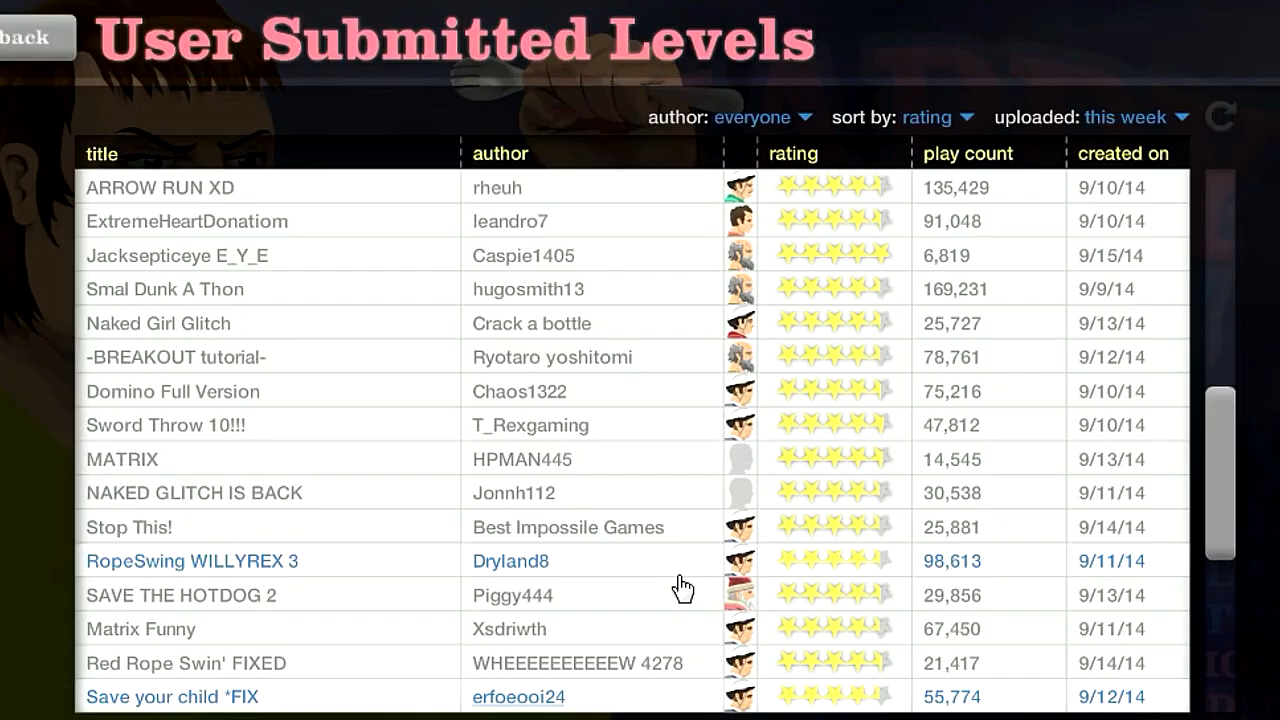 back
User Submitted Levels
author: everyone sort by: rating uploaded: this week
title author rating play count created on
ARROW RUN XD rheuh 135,429 9/10/14
ExtremeHeartDonatiom leandro7 91,048 9/10/14
Jacksepticeye E_Y_E Caspie1405 6,819 9/15/14
Smal Dunk A Thon hugosmith13 169,231 9/9/14
Naked Girl Glitch Crack a bottle 25,727 9/13/14
-BREAKOUT tutorial- Ryotaro yoshitomi 78,761 9/12/14
Domino Full Version Chaos1322 75,216 9/10/14
Sword Throw 10!!! T_Rexgaming 47,812 9/10/14
MATRIX HPMAN445 14,545 9/13/14
NAKED GLITCH IS BACK Jonnh112 30,538 9/11/14
Stop This! Best Impossile Games 25,881 9/14/14
RopeSwing WILLYREX 3 Dryland8 98,613 9/11/14
SAVE THE HOTDOG 2 Piggy444 29,856 9/13/14
Matrix Funny Xsdriwth 67,450 9/11/14
Red Rope Swin' FIXED WHEEEEEEEEEW 4278 21,417 9/14/14
Save your child *FIX erfoeooi24 55,774 9/12/14